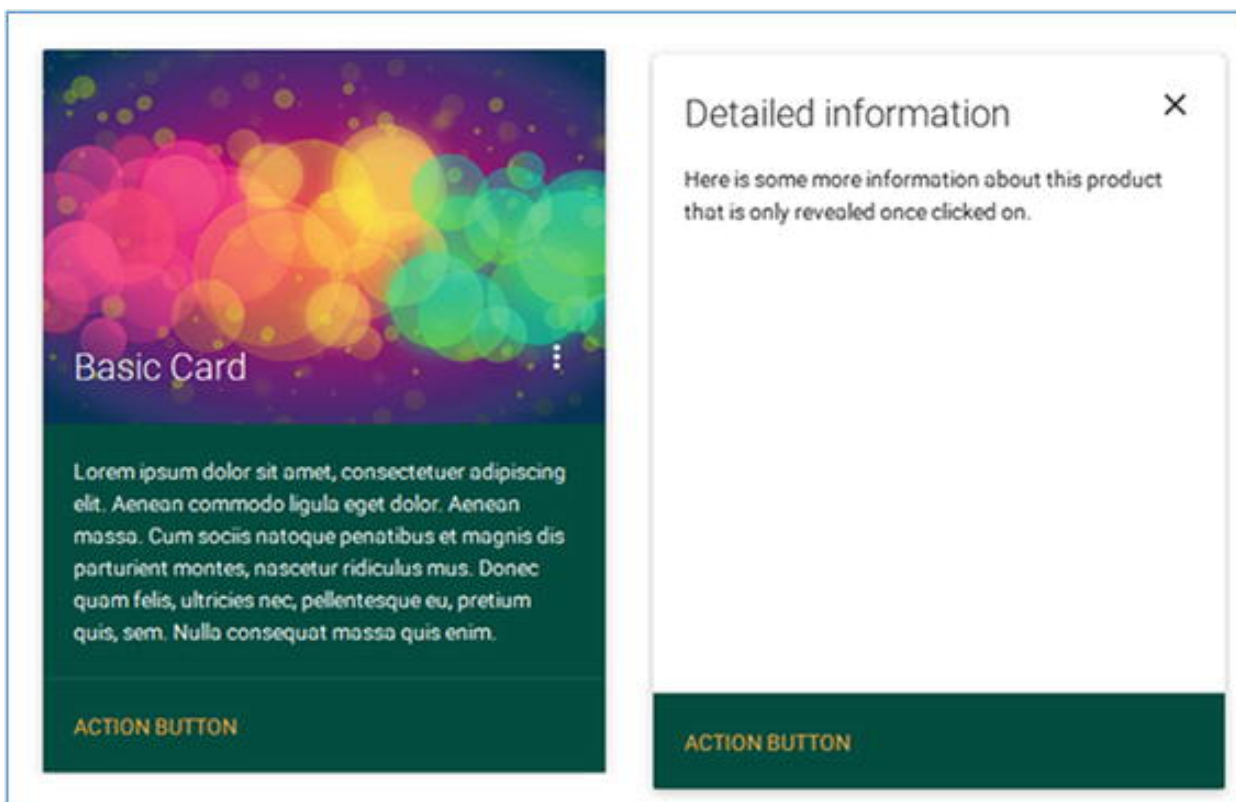 Basic Card
Lorem ipsum dolor sit amet, consectetuer adipiscing
elit. Aenean commodo ligula eget dolor. Aenean
massa. Cum sociis natoque penatibus et magnis dis
parturient montes, nascetur ridiculus mus. Donec
quam felis, ultricies nec, pellentesque eu, pretium
quis, sem. Nulla consequat massa quis enim.
ACTION BUTTON
Detailed information
Here is some more information about this product
that is only revealed once clicked on.
ACTION BUTTON